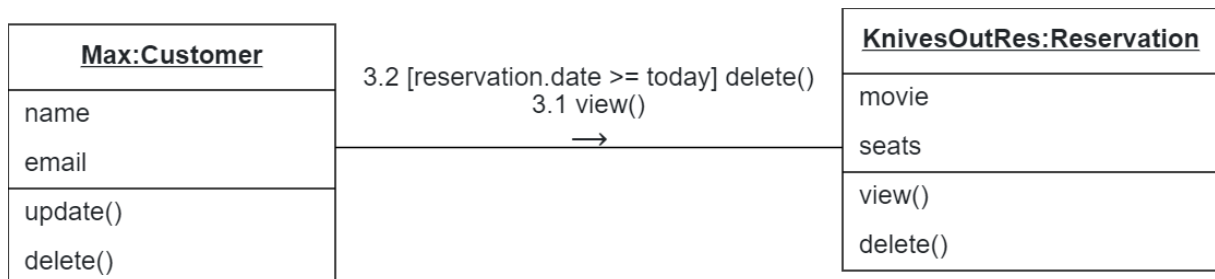 Max:Customer
name
email
update()
delete()
3.2 [reservation.date >= today] delete()
3.1 view()
KnivesOutRes:Reservation
movie
seats
view()
delete()